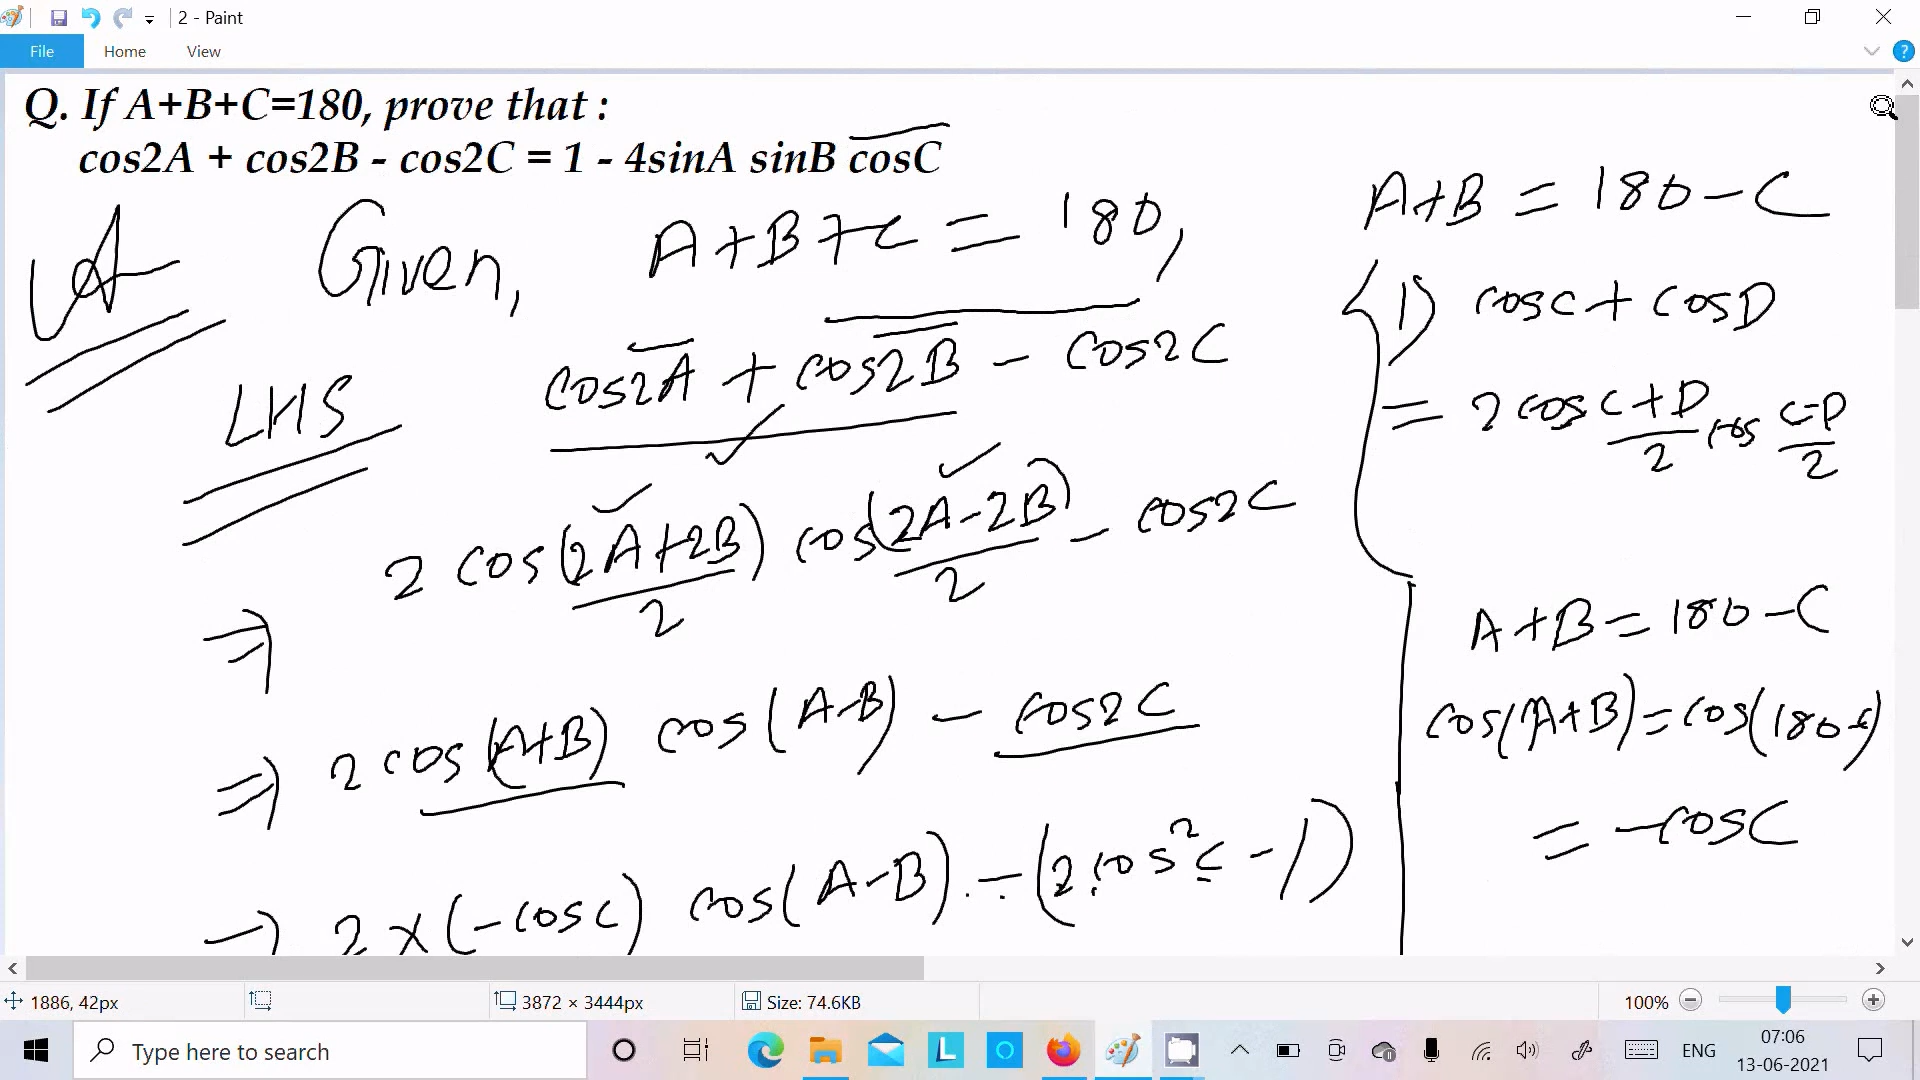 2 - Paint
File Home View
Q. If A+B+C=180, prove that :
cos2A + cos2B - cos2C = 1 - 4sinA sinB cosC
Given, A+B+C = 180,
LHS cos2A + cos2B - cos2C
⇒ 2 cos(2A+2B)/2 cos(2A-2B)/2 - cos2C
⇒ 2 cos(A+B) cos(A-B) - cos2C
⇒ 2 × (-cosC) cos(A-B) - (2cos²C - 1)
A+B = 180-C
1) cosC + cosD
= 2 cos C+D/2 cos C-D/2
A+B = 180-C
cos(A+B) = cos(180-C)
= -cosC
1886, 42px
3872 × 3444px
Size: 74.6KB
100%
Type here to search
ENG
07:06
13-06-2021